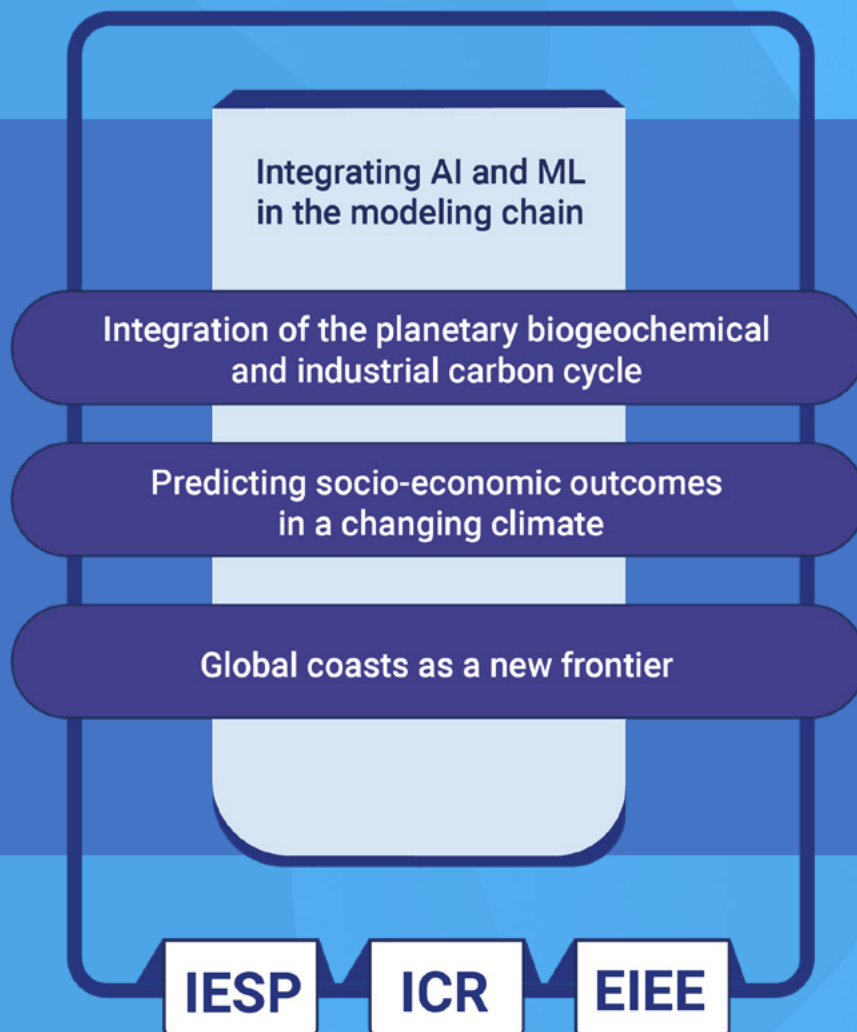 Integrating AI and ML
in the modeling chain
Integration of the planetary biogeochemical
and industrial carbon cycle
Predicting socio-economic outcomes
in a changing climate
Global coasts as a new frontier
IESP
ICR
EIEE